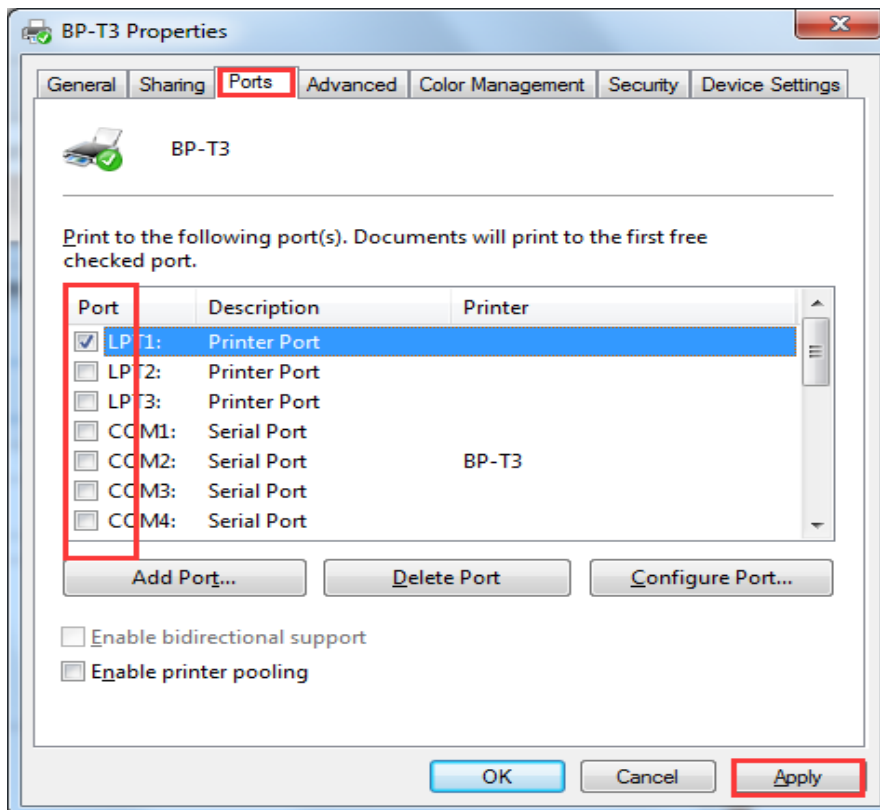 BP-T3 Properties
General Sharing Ports Advanced Color Management Security Device Settings
BP-T3
Print to the following port(s). Documents will print to the first free
checked port.
Port Description Printer
LPT1: Printer Port
LPT2: Printer Port
LPT3: Printer Port
COM1: Serial Port
COM2: Serial Port BP-T3
COM3: Serial Port
COM4: Serial Port
Add Port... Delete Port Configure Port...
Enable bidirectional support
Enable printer pooling
OK Cancel Apply